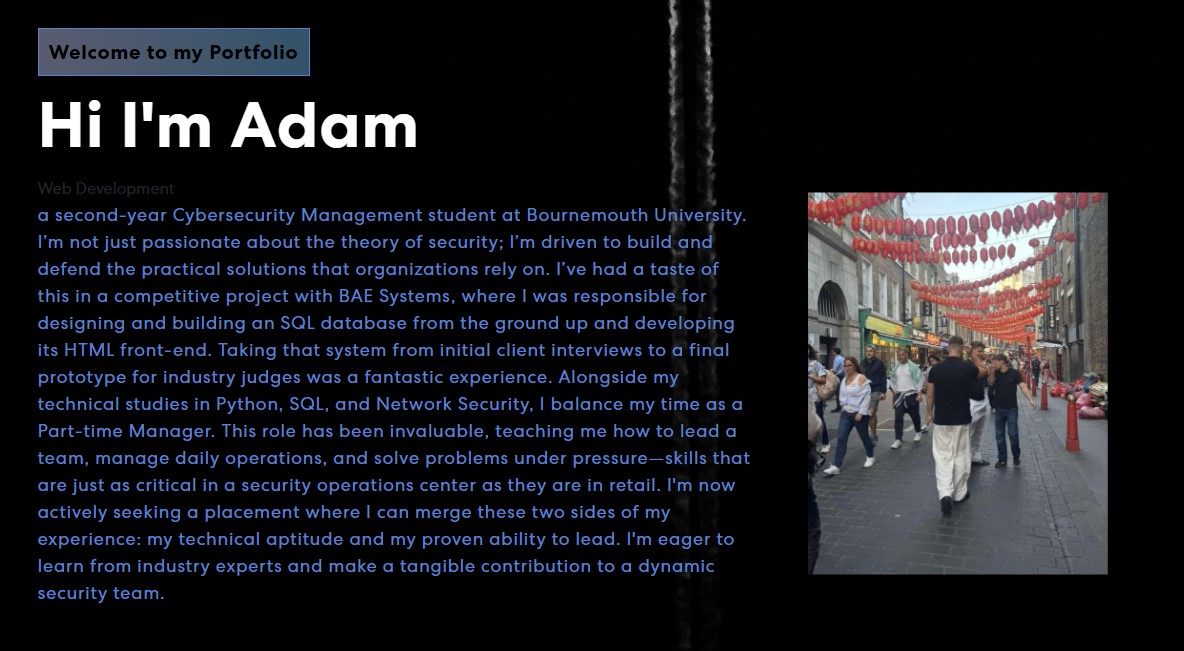 Welcome to my Portfolio
Hi I'm Adam
Web Development
a second-year Cybersecurity Management student at Bournemouth University.
I’m not just passionate about the theory of security; I’m driven to build and
defend the practical solutions that organizations rely on. I’ve had a taste of
this in a competitive project with BAE Systems, where I was responsible for
designing and building an SQL database from the ground up and developing
its HTML front-end. Taking that system from initial client interviews to a final
prototype for industry judges was a fantastic experience. Alongside my
technical studies in Python, SQL, and Network Security, I balance my time as a
Part-time Manager. This role has been invaluable, teaching me how to lead a
team, manage daily operations, and solve problems under pressure—skills that
are just as critical in a security operations center as they are in retail. I'm now
actively seeking a placement where I can merge these two sides of my
experience: my technical aptitude and my proven ability to lead. I'm eager to
learn from industry experts and make a tangible contribution to a dynamic
security team.